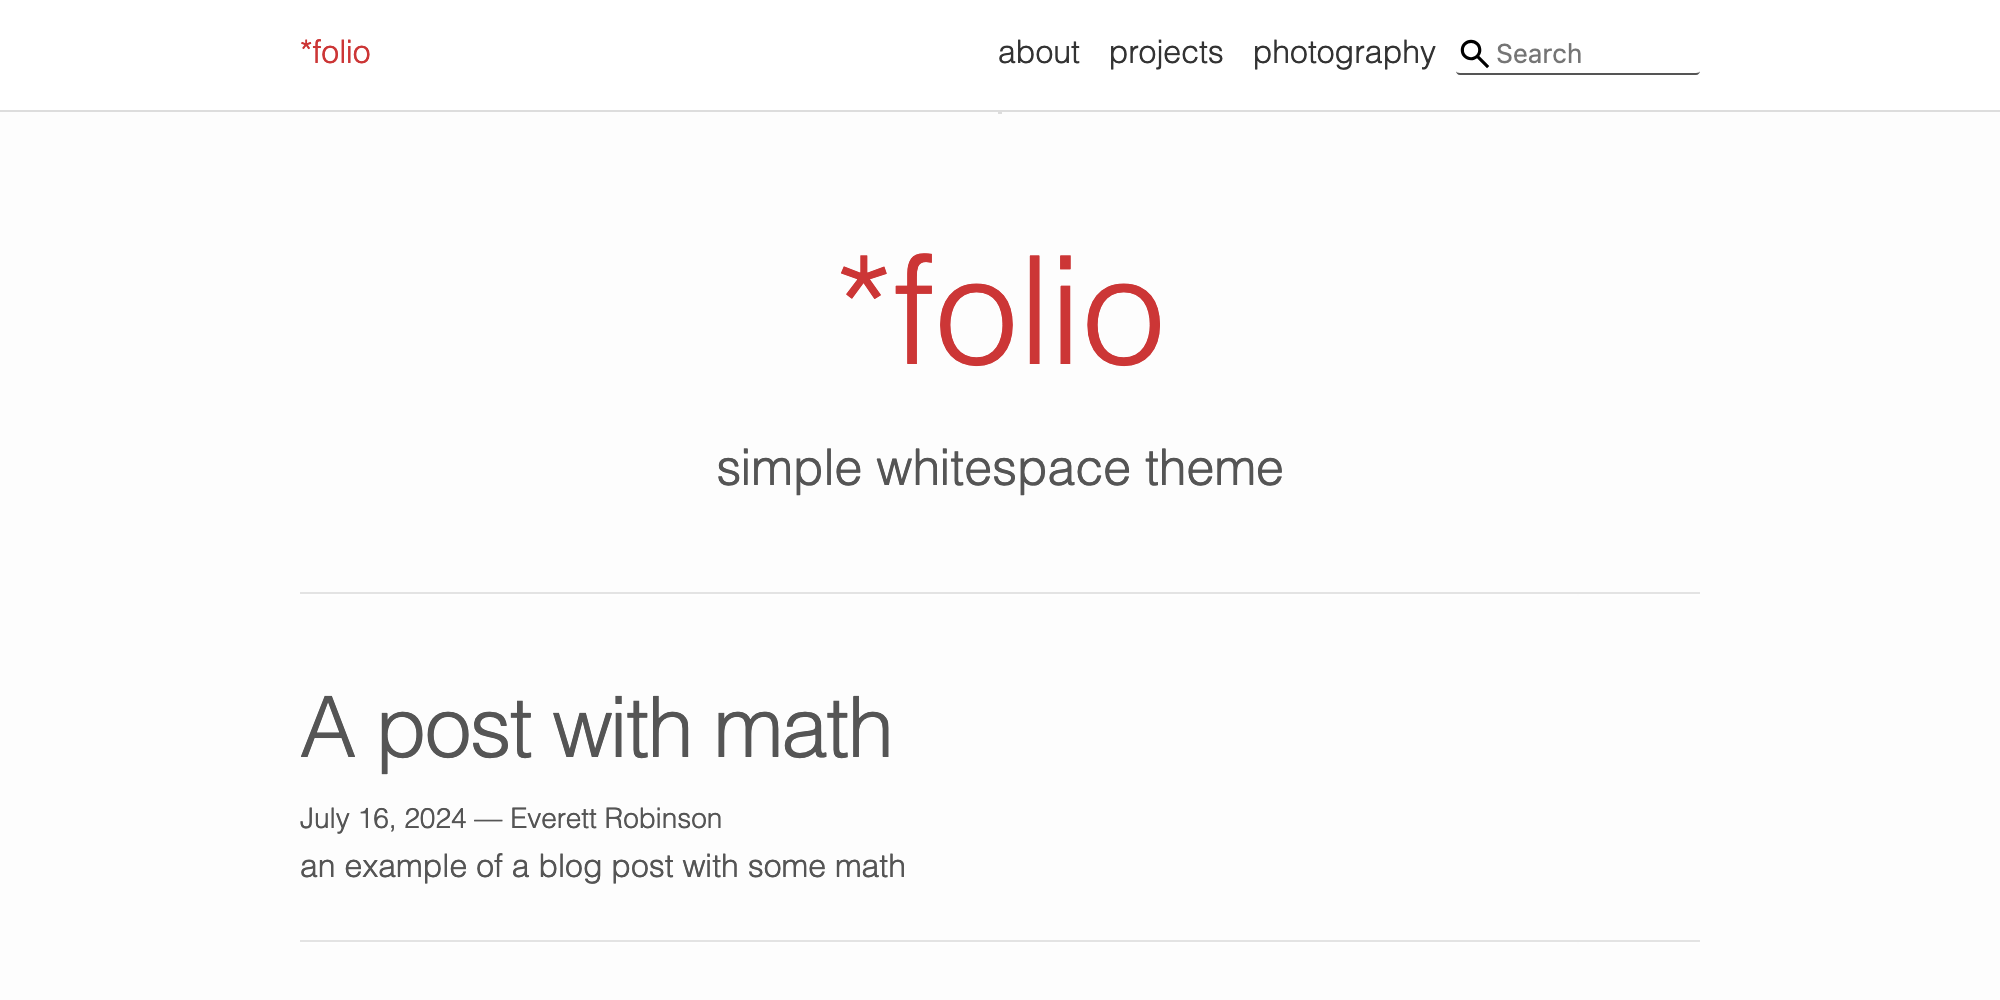 *folio
about projects photography Search
*folio
simple whitespace theme
A post with math
July 16, 2024 — Everett Robinson
an example of a blog post with some math